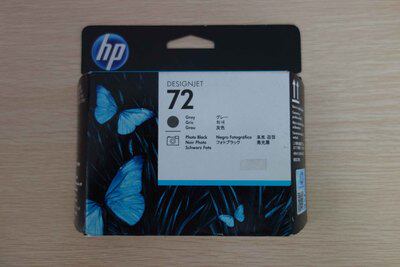 hp
DESIGNJET
72
Gray グレー
Gris 회색
Grau 灰色
Photo Black Negro Fotográfico
Noir Photo フォトブラック
Schwarz Foto